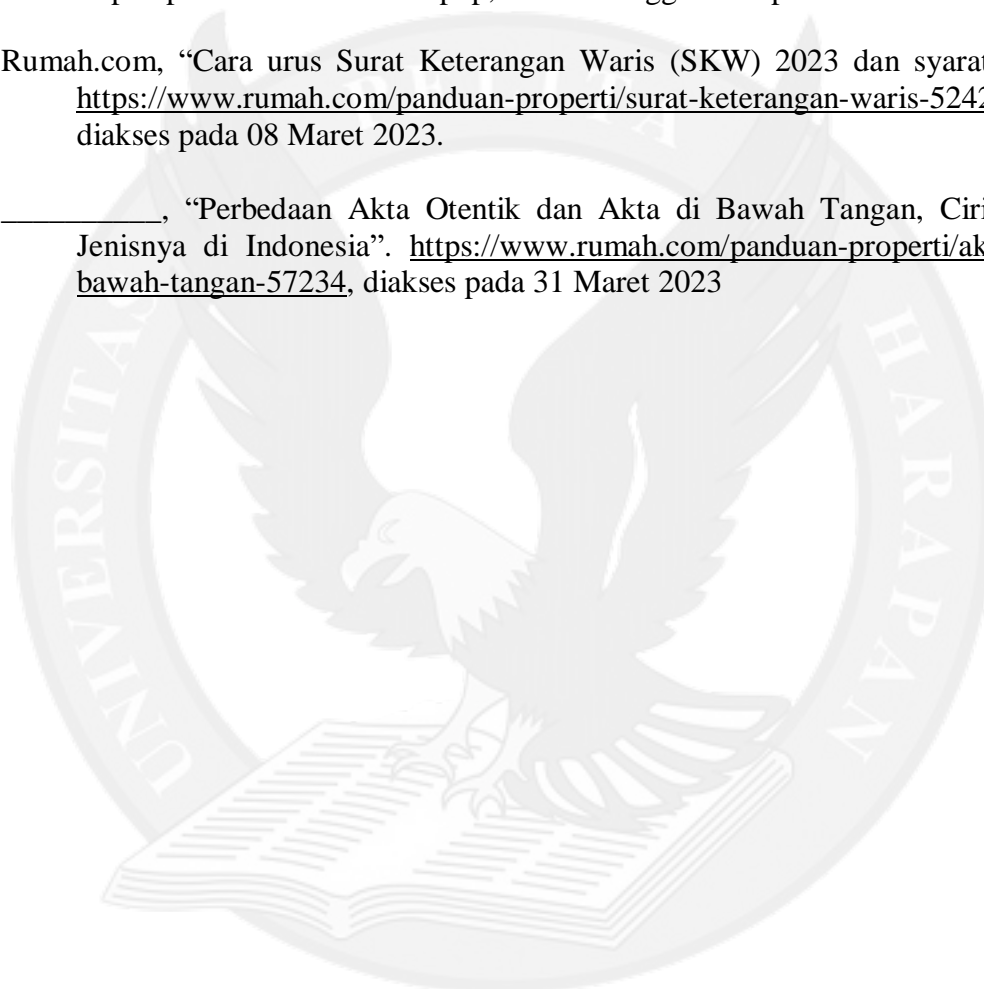 Rumah.com, “Cara urus Surat Keterangan Waris (SKW) 2023 dan syarat
https://www.rumah.com/panduan-properti/surat-keterangan-waris-5242
diakses pada 08 Maret 2023.
__________, “Perbedaan Akta Otentik dan Akta di Bawah Tangan, Ciri
Jenisnya di Indonesia”. https://www.rumah.com/panduan-properti/ak
bawah-tangan-57234, diakses pada 31 Maret 2023
UNIVERSITAS PELITA HARAPAN